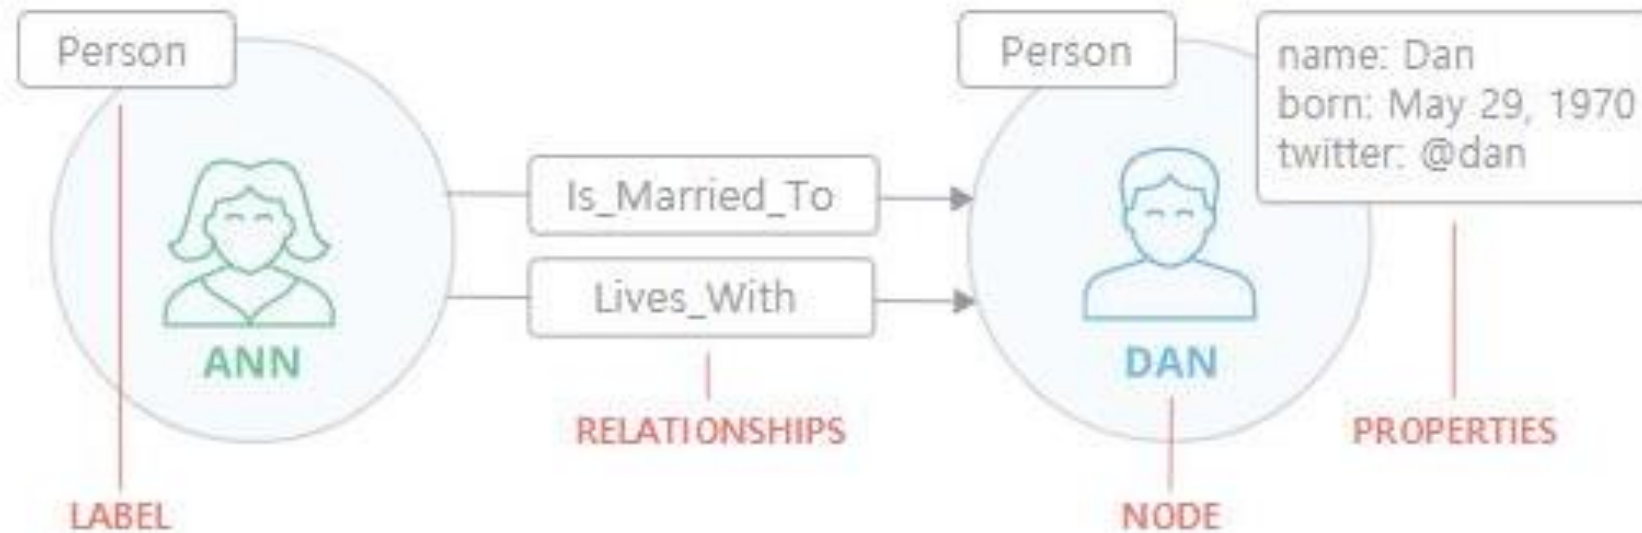 Person
Person
name: Dan
born: May 29, 1970
twitter: @dan
Is_Married_To
Lives_With
ANN
DAN
RELATIONSHIPS
PROPERTIES
LABEL
NODE